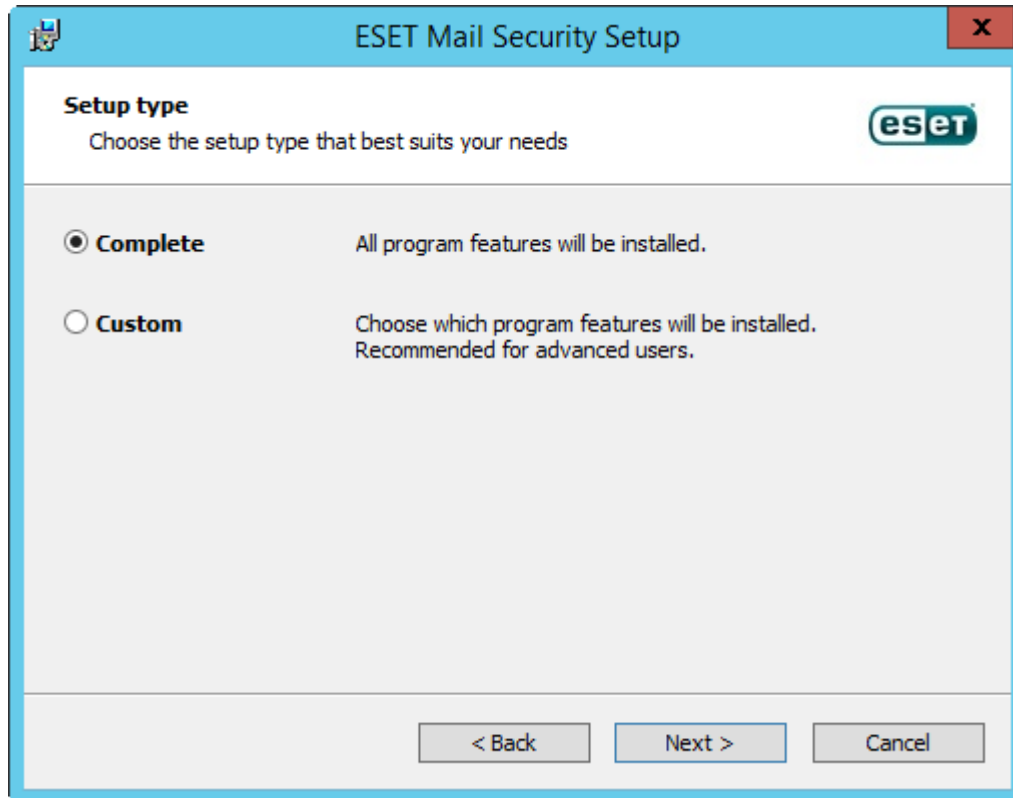 ESET Mail Security Setup
x
Setup type
Choose the setup type that best suits your needs
eseT
Complete
All program features will be installed.
Custom
Choose which program features will be installed.
Recommended for advanced users.
< Back
Next >
Cancel